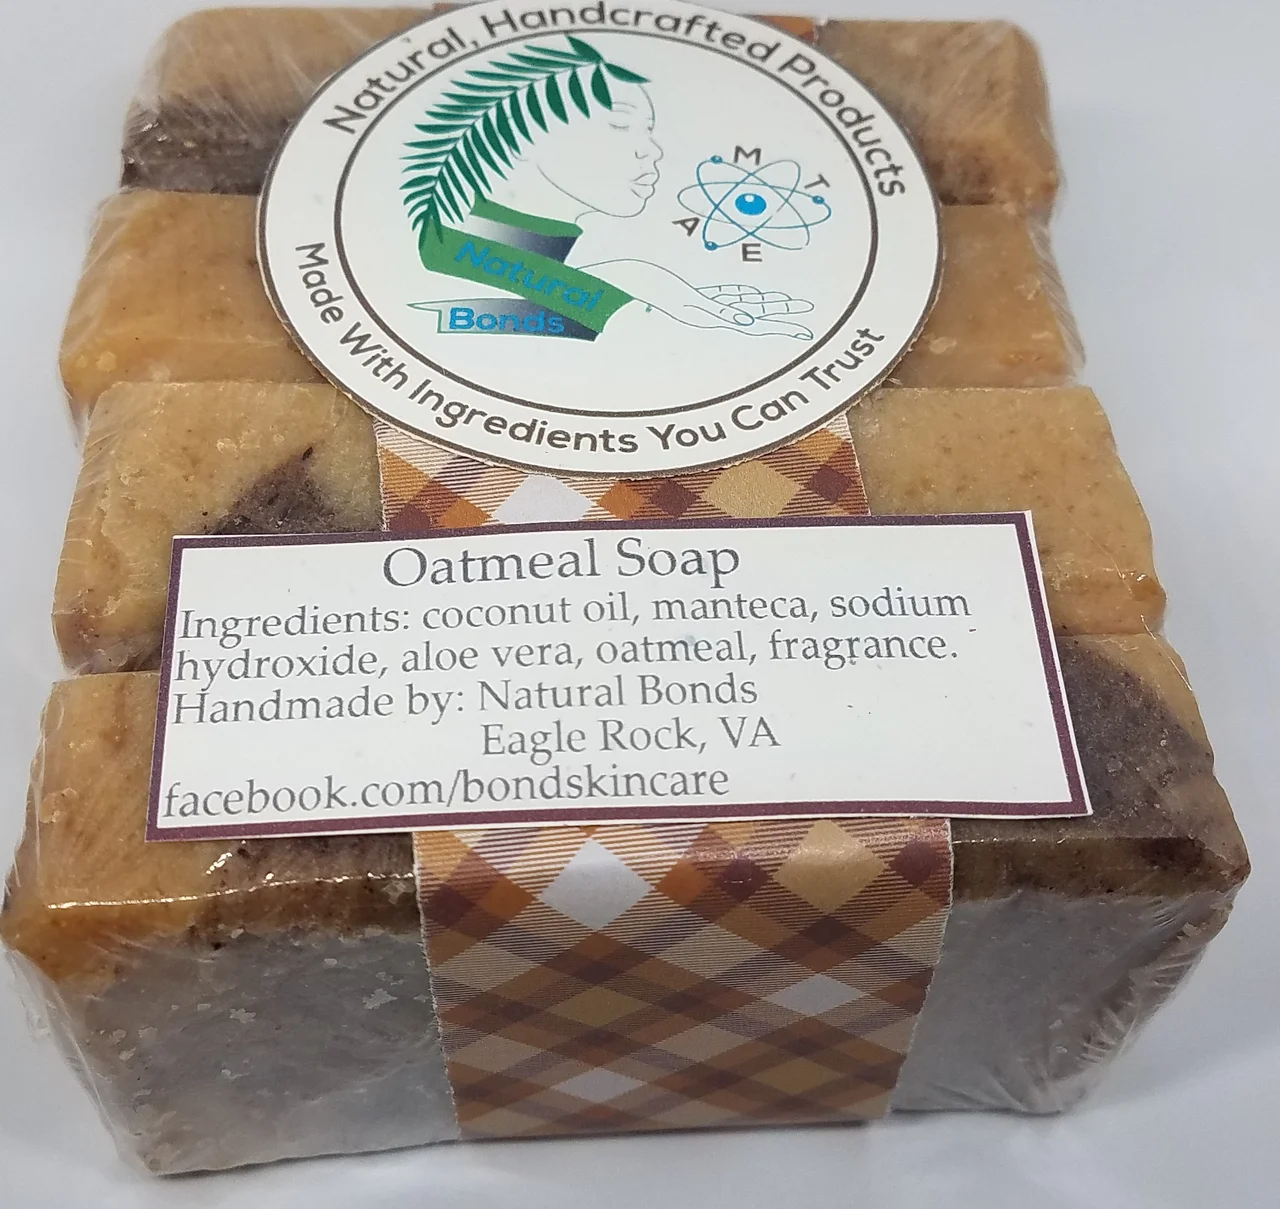 Natural, Handcrafted Products
M
T
A
E
Natural
Bonds
Made With Ingredients You Can Trust
Oatmeal Soap
Ingredients: coconut oil, manteca, sodium
hydroxide, aloe vera, oatmeal, fragrance.
Handmade by: Natural Bonds
Eagle Rock, VA
facebook.com/bondskincare